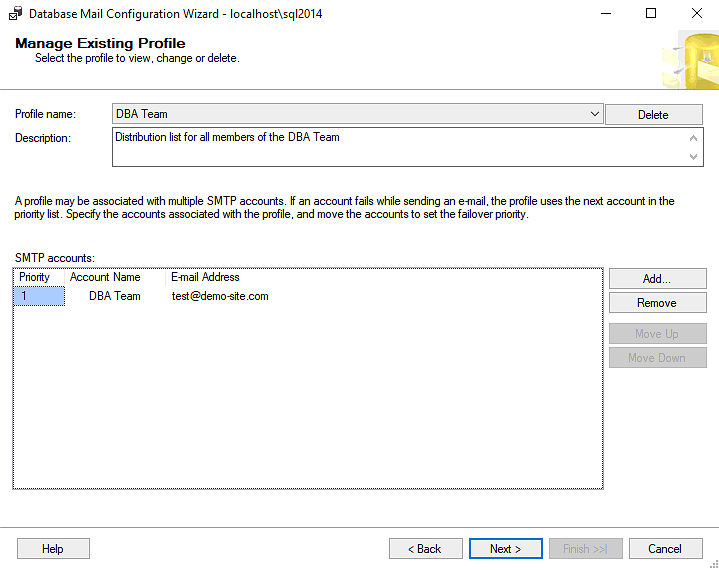 Database Mail Configuration Wizard - localhost\sql2014
Manage Existing Profile
Select the profile to view, change or delete.
Profile name: DBA Team Delete
Description: Distribution list for all members of the DBA Team
A profile may be associated with multiple SMTP accounts. If an account fails while sending an e-mail, the profile uses the next account in the
priority list. Specify the accounts associated with the profile, and move the accounts to set the failover priority.
SMTP accounts:
Priority Account Name E-mail Address
1 DBA Team test@demo-site.com
Add...
Remove
Move Up
Move Down
Help < Back Next > Finish >>| Cancel